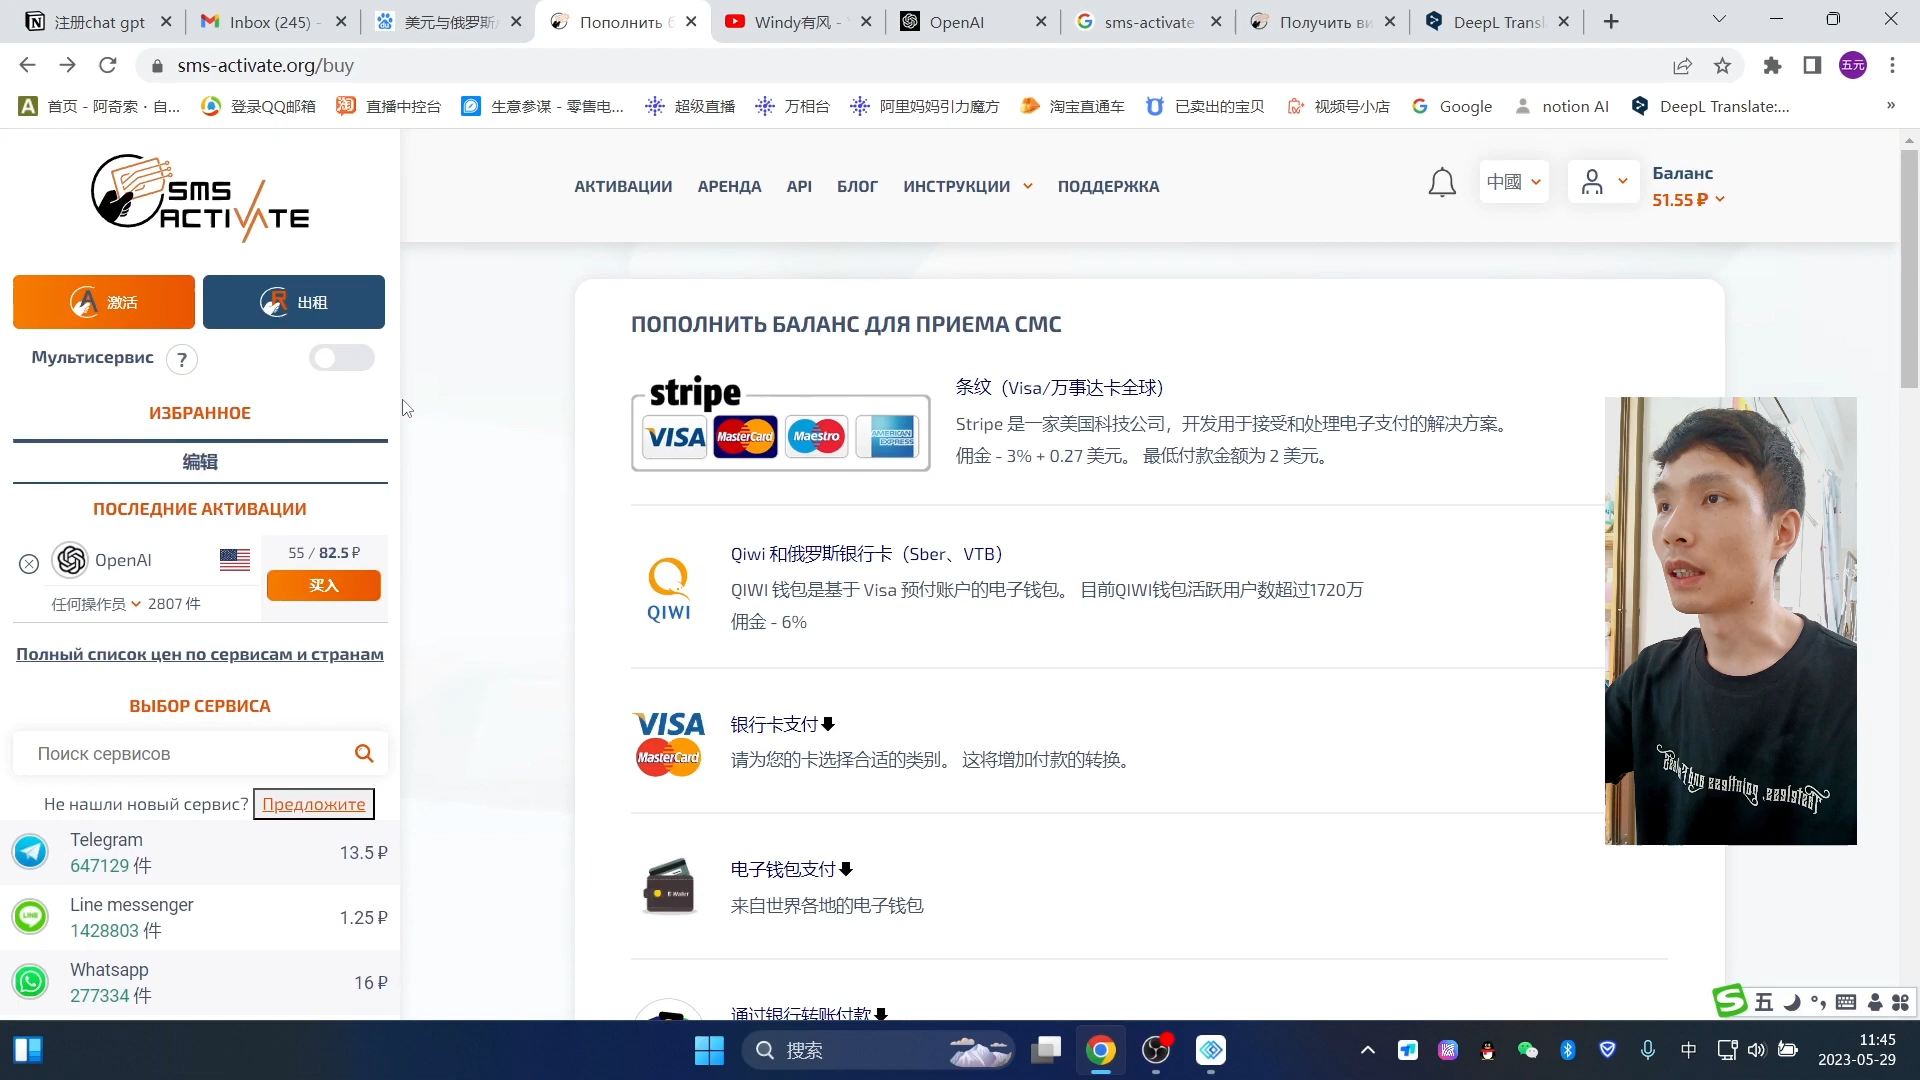 注册chat gpt
Inbox (245) -
美元与俄罗斯
Пополнить б
Windy有风 -
OpenAI
sms-activate
Получить ви
DeepL Transl
sms-activate.org/buy
五元
首页 - 阿奇索 · 自...
登录QQ邮箱
直播中控台
生意参谋 - 零售电...
超级直播
万相台
阿里妈妈引力魔方
淘宝直通车
已卖出的宝贝
视频号小店
Google
notion AI
DeepL Translate:...
»
SMS
ACTIVATE
АКТИВАЦИИ
АРЕНДА
API
БЛОГ
ИНСТРУКЦИИ
ПОДДЕРЖКА
中國
Баланс
51.55 ₽
激活
出租
Мультисервис ?
ИЗБРАННОЕ
编辑
ПОСЛЕДНИЕ АКТИВАЦИИ
OpenAI
55 / 82.5 ₽
买入
任何操作员 2807 件
Полный список цен по сервисам и странам
ВЫБОР СЕРВИСА
Поиск сервисов
Не нашли новый сервис? Предложите
Telegram
647129 件
13.5 ₽
Line messenger
1428803 件
1.25 ₽
Whatsapp
277334 件
16 ₽
ПОПОЛНИТЬ БАЛАНС ДЛЯ ПРИЕМА СМС
stripe
VISA
MasterCard
Maestro
AMERICAN EXPRESS
条纹（Visa/万事达卡全球）
Stripe 是一家美国科技公司，开发用于接受和处理电子支付的解决方案。
佣金 - 3% + 0.27 美元。 最低付款金额为 2 美元。
QIWI
Qiwi 和俄罗斯银行卡（Sber、VTB）
QIWI 钱包是基于 Visa 预付账户的电子钱包。 目前QIWI钱包活跃用户数超过1720万
佣金 - 6%
VISA
MasterCard
银行卡支付🡇
请为您的卡选择合适的类别。 这将增加付款的转换。
电子钱包支付🡇
来自世界各地的电子钱包
通过银行转账付款🡇
五
搜索
中
11:45
2023-05-29